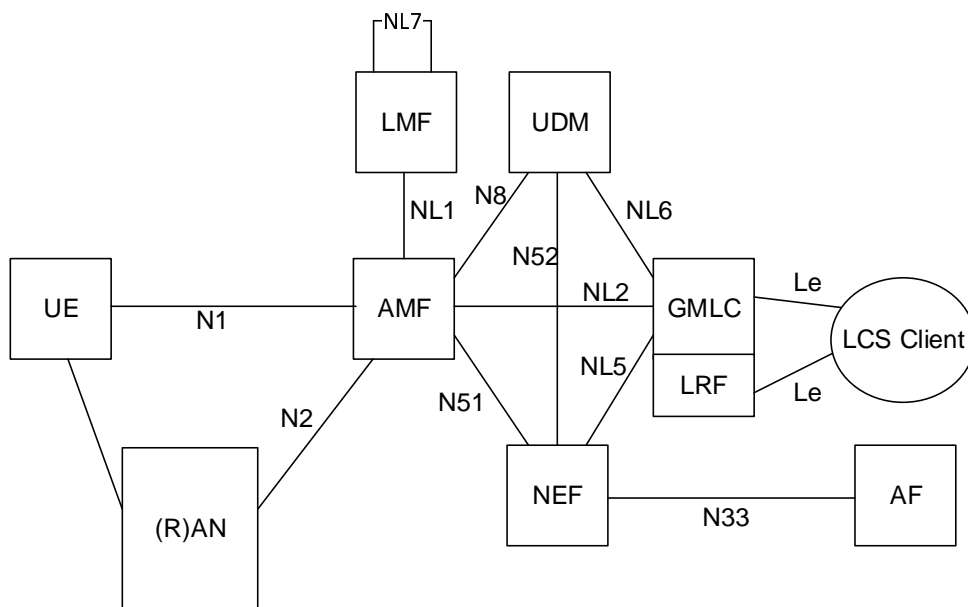 NL7
LMF
UDM
N8
NL1
NL6
N52
UE
N1
AMF
NL2
GMLC
Le
LCS Client
NL5
LRF
Le
N51
N2
(R)AN
NEF
N33
AF